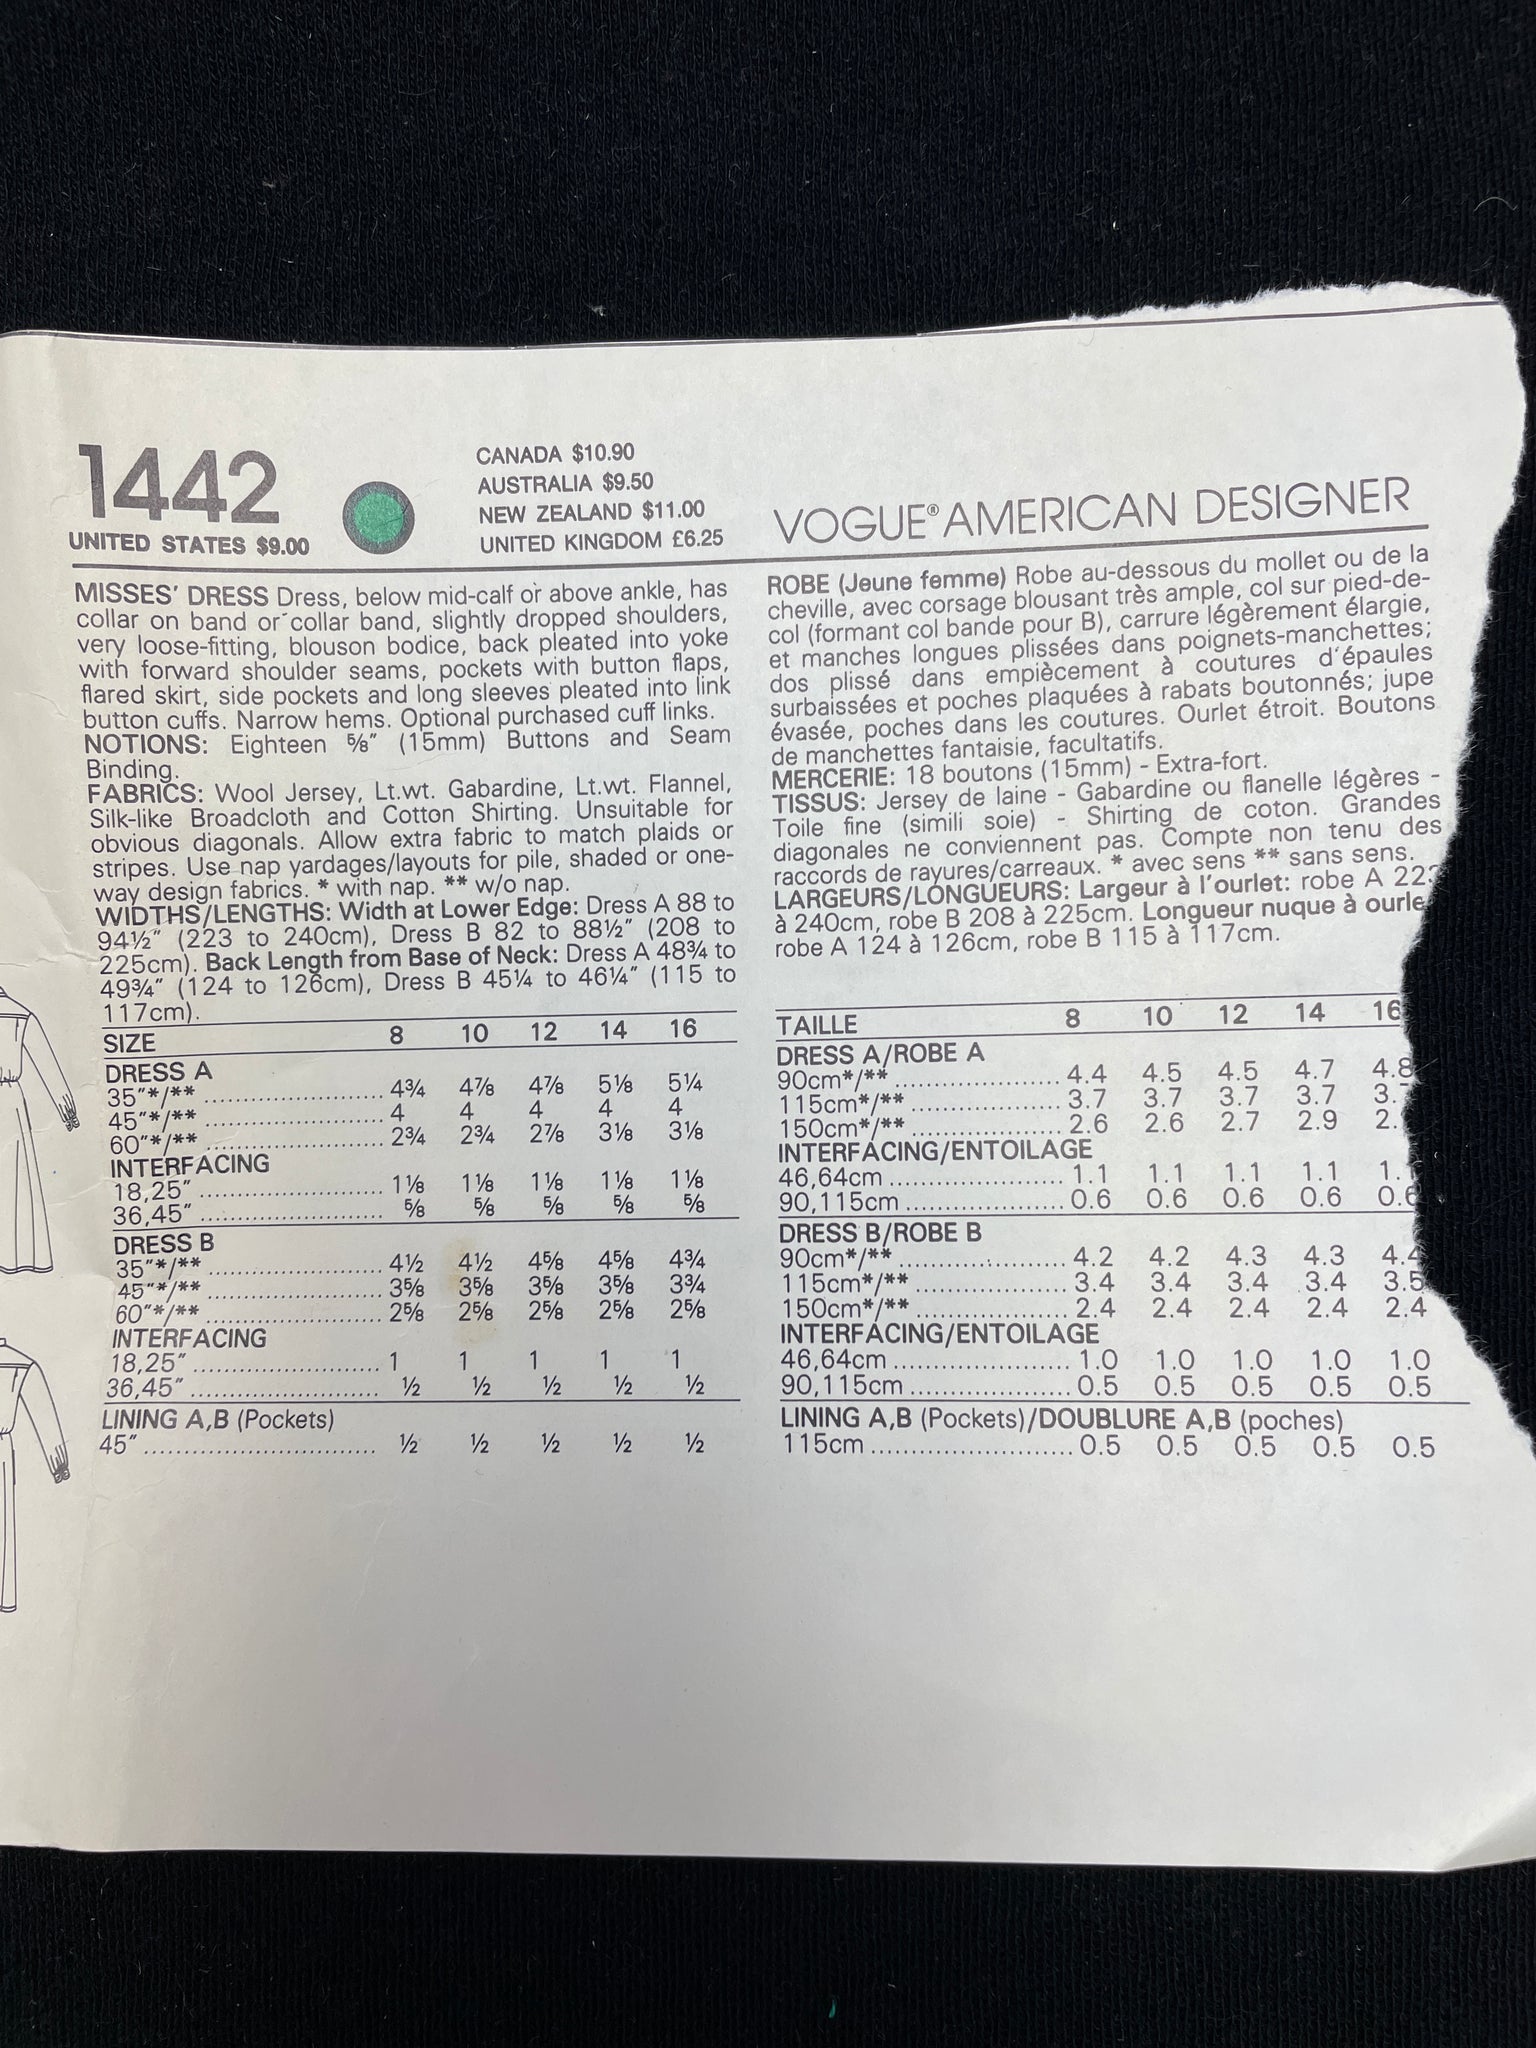 1442
UNITED STATES $9.00
CANADA $10.90
AUSTRALIA $9.50
NEW ZEALAND $11.00
UNITED KINGDOM £6.25
VOGUE® AMERICAN DESIGNER
MISSES' DRESS Dress, below mid-calf or above ankle, has
collar on band or collar band, slightly dropped shoulders,
very loose-fitting, blouson bodice, back pleated into yoke
with forward shoulder seams, pockets with button flaps,
flared skirt, side pockets and long sleeves pleated into link
button cuffs. Narrow hems. Optional purchased cuff links.
NOTIONS: Eighteen ⅝" (15mm) Buttons and Seam
Binding.
FABRICS: Wool Jersey, Lt.wt. Gabardine, Lt.wt. Flannel,
Silk-like Broadcloth and Cotton Shirting. Unsuitable for
obvious diagonals. Allow extra fabric to match plaids or
stripes. Use nap yardages/layouts for pile, shaded or one-
way design fabrics. * with nap. ** w/o nap.
WIDTHS/LENGTHS: Width at Lower Edge: Dress A 88 to
94½" (223 to 240cm), Dress B 82 to 88½" (208 to
225cm). Back Length from Base of Neck: Dress A 48¾ to
49¾" (124 to 126cm), Dress B 45¼ to 46¼" (115 to
117cm).
SIZE 8 10 12 14 16
DRESS A
35"*/** 4¾ 4⅞ 4⅞ 5⅛ 5¼
45"*/** 4 4 4 4 4
60"*/** 2¾ 2¾ 2⅞ 3⅛ 3⅛
INTERFACING
18,25" 1⅛ 1⅛ 1⅛ 1⅛ 1⅛
36,45" ⅝ ⅝ ⅝ ⅝ ⅝
DRESS B
35"*/** 4½ 4½ 4⅝ 4⅝ 4¾
45"*/** 3⅝ 3⅝ 3⅝ 3⅝ 3¾
60"*/** 2⅝ 2⅝ 2⅝ 2⅝ 2⅝
INTERFACING
18,25" 1 1 1 1 1
36,45" ½ ½ ½ ½ ½
LINING A,B (Pockets)
45" ½ ½ ½ ½ ½
ROBE (Jeune femme) Robe au-dessous du mollet ou de la
cheville, avec corsage blousant très ample, col sur pied-de-
col (formant col bande pour B), carrure légèrement élargie,
et manches longues plissées dans poignets-manchettes;
dos plissé dans empiècement à coutures d'épaules
surbaissées et poches plaquées à rabats boutonnés; jupe
évasée, poches dans les coutures. Ourlet étroit. Boutons
de manchettes fantaisie, facultatifs.
MERCERIE: 18 boutons (15mm) - Extra-fort.
TISSUS: Jersey de laine - Gabardine ou flanelle légères -
Toile fine (simili soie) - Shirting de coton. Grandes
diagonales ne conviennent pas. Compte non tenu des
raccords de rayures/carreaux. * avec sens ** sans sens.
LARGEURS/LONGUEURS: Largeur à l'ourlet: robe A 223
à 240cm, robe B 208 à 225cm. Longueur nuque à ourle
robe A 124 à 126cm, robe B 115 à 117cm.
TAILLE 8 10 12 14 16
DRESS A/ROBE A
90cm*/** 4.4 4.5 4.5 4.7 4.8
115cm*/** 3.7 3.7 3.7 3.7 3.7
150cm*/** 2.6 2.6 2.7 2.9 2.
INTERFACING/ENTOILAGE
46,64cm 1.1 1.1 1.1 1.1 1.1
90,115cm 0.6 0.6 0.6 0.6 0.6
DRESS B/ROBE B
90cm*/** 4.2 4.2 4.3 4.3 4.4
115cm*/** 3.4 3.4 3.4 3.4 3.5
150cm*/** 2.4 2.4 2.4 2.4 2.4
INTERFACING/ENTOILAGE
46,64cm 1.0 1.0 1.0 1.0 1.0
90,115cm 0.5 0.5 0.5 0.5 0.5
LINING A,B (Pockets)/DOUBLURE A,B (poches)
115cm 0.5 0.5 0.5 0.5 0.5